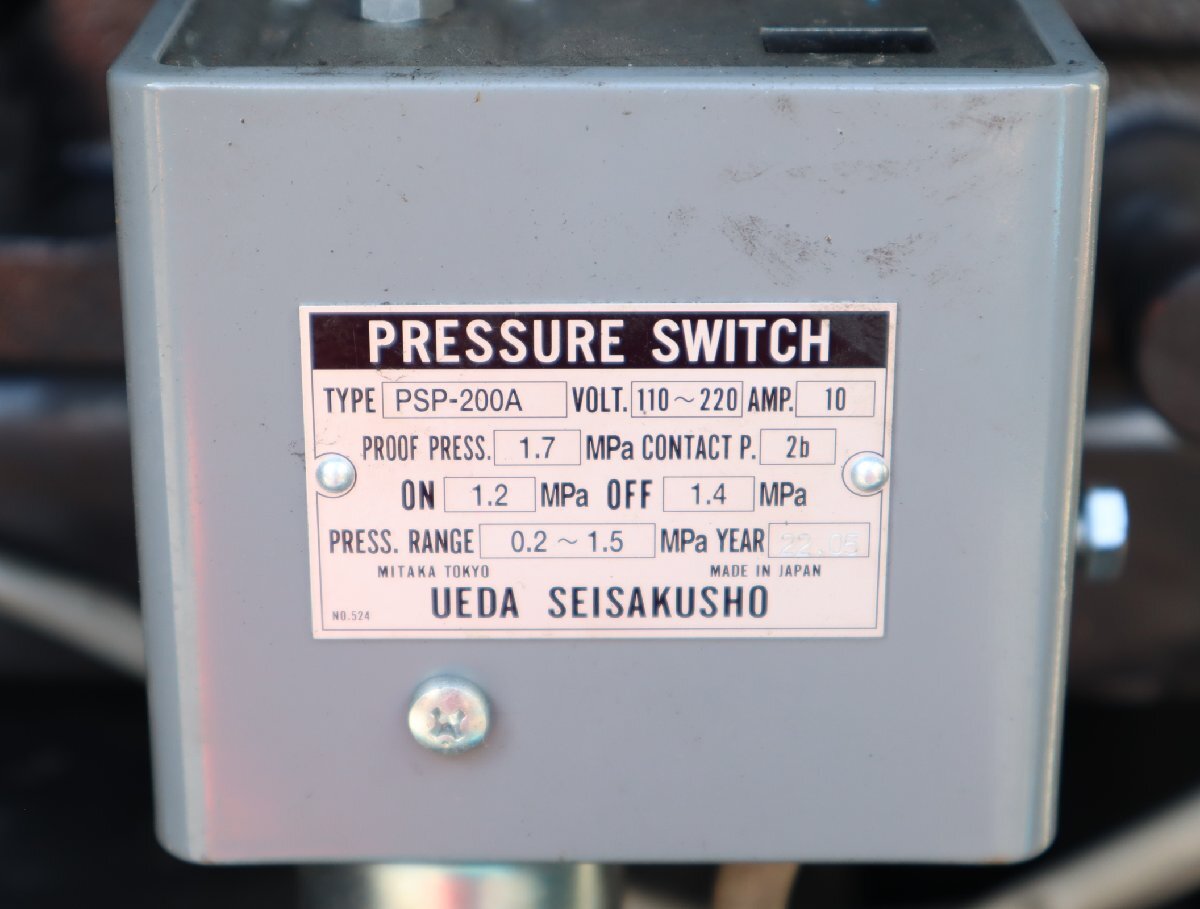 PRESSURE SWITCH
TYPE PSP-200A VOLT. 110~220 AMP. 10
PROOF PRESS. 1.7 MPa CONTACT P. 2b
ON 1.2 MPa OFF 1.4 MPa
PRESS. RANGE 0.2 ~ 1.5 MPa YEAR
MITAKA TOKYO MADE IN JAPAN
NO.524 UEDA SEISAKUSHO